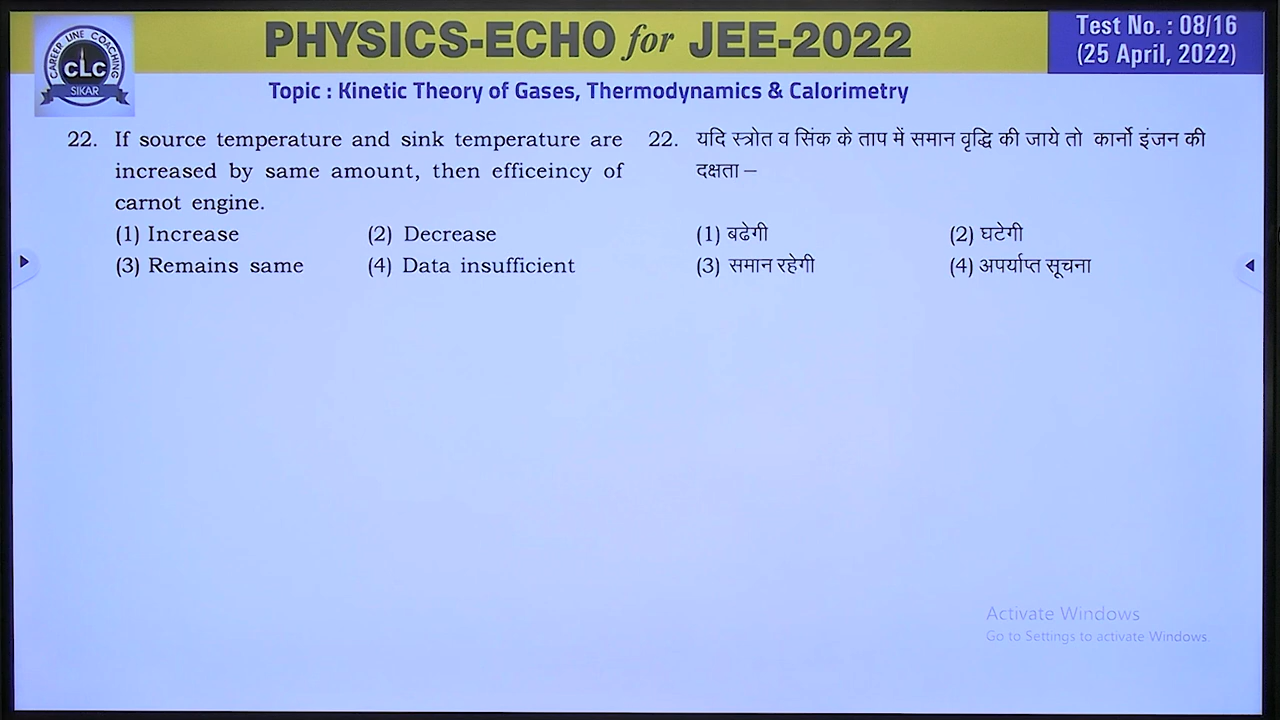 PHYSICS-ECHO for JEE-2022
Test No. : 08/16
(25 April, 2022)
CAREER LINE COACHING
CLC
SIKAR
Topic : Kinetic Theory of Gases, Thermodynamics & Calorimetry
22. If source temperature and sink temperature are
increased by same amount, then efficeincy of
carnot engine.
(1) Increase (2) Decrease
(3) Remains same (4) Data insufficient
22. यदि स्त्रोत व सिंक के ताप में समान वृद्धि की जाये तो कार्नो इंजन की
दक्षता –
(1) बढेगी (2) घटेगी
(3) समान रहेगी (4) अपर्याप्त सूचना
Activate Windows
Go to Settings to activate Windows.